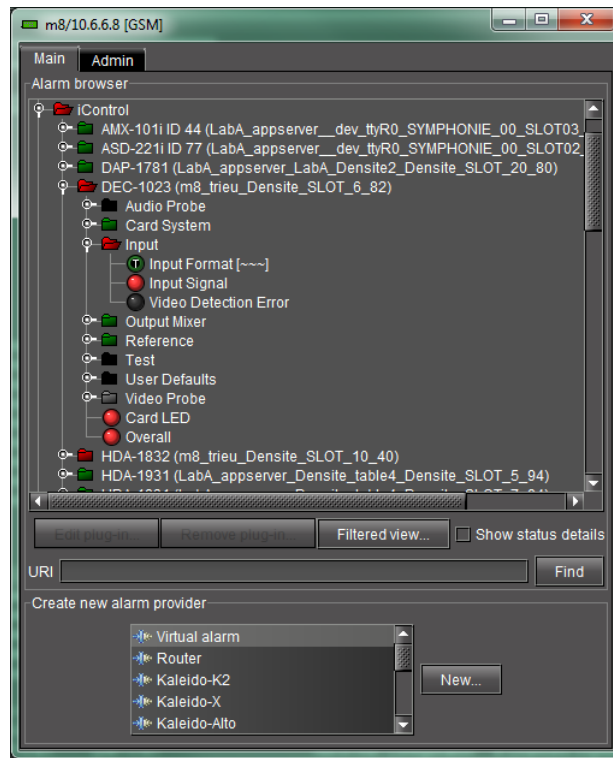 m8/10.6.6.8 [GSM]
Main Admin
Alarm browser
iControl
AMX-101i ID 44 (LabA_appserver__dev_ttyR0_SYMPHONIE_00_SLOT03_
ASD-221i ID 77 (LabA_appserver__dev_ttyR0_SYMPHONIE_00_SLOT02_
DAP-1781 (LabA_appserver_LabA_Densite2_Densite_SLOT_20_80)
DEC-1023 (m8_trieu_Densite_SLOT_6_82)
Audio Probe
Card System
Input
T Input Format [~~~]
Input Signal
Video Detection Error
Output Mixer
Reference
Test
User Defaults
Video Probe
Card LED
Overall
HDA-1832 (m8_trieu_Densite_SLOT_10_40)
HDA-1931 (LabA_appserver_Densite_table4_Densite_SLOT_5_94)
Edit plug-in... Remove plug-in... Filtered view... Show status details
URI Find
Create new alarm provider
Virtual alarm
Router
Kaleido-K2
Kaleido-X
Kaleido-Alto
New...